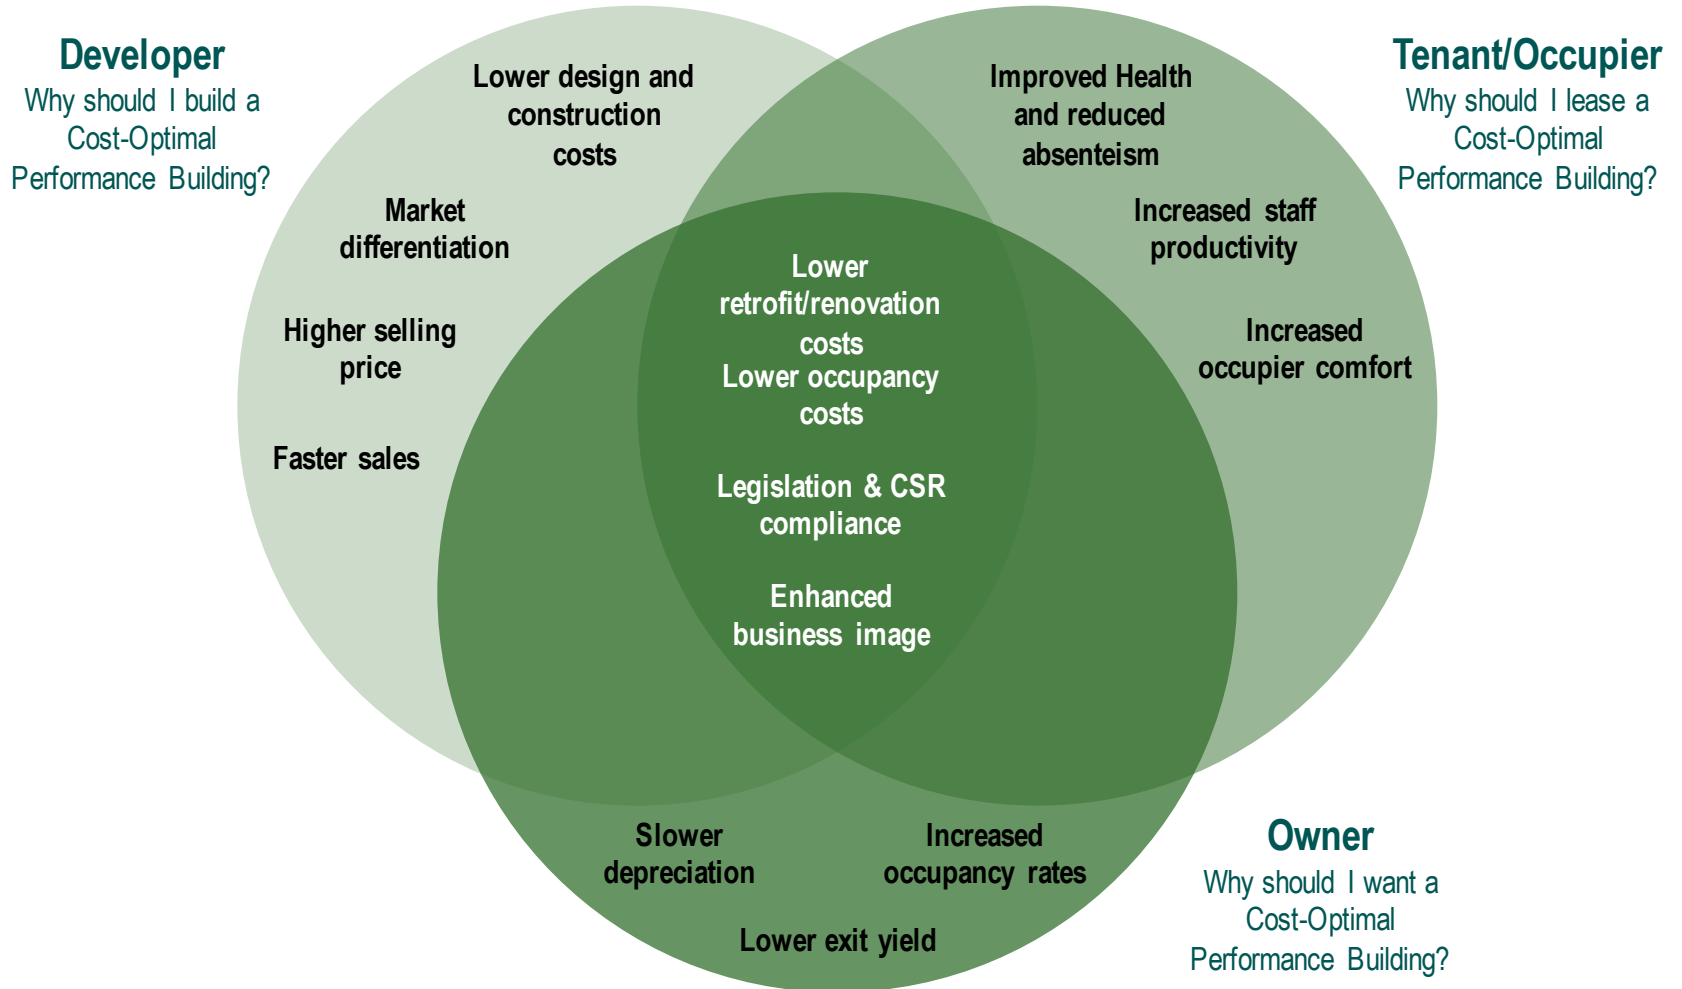 Developer
Why should I build a
Cost-Optimal
Performance Building?
Lower design and
construction
costs
Market
differentiation
Higher selling
price
Faster sales
Improved Health
and reduced
absenteism
Increased staff
productivity
Increased
occupier comfort
Tenant/Occupier
Why should I lease a
Cost-Optimal
Performance Building?
Lower
retrofit/renovation
costs
Lower occupancy
costs
Legislation & CSR
compliance
Enhanced
business image
Slower
depreciation
Increased
occupancy rates
Lower exit yield
Owner
Why should I want a
Cost-Optimal
Performance Building?